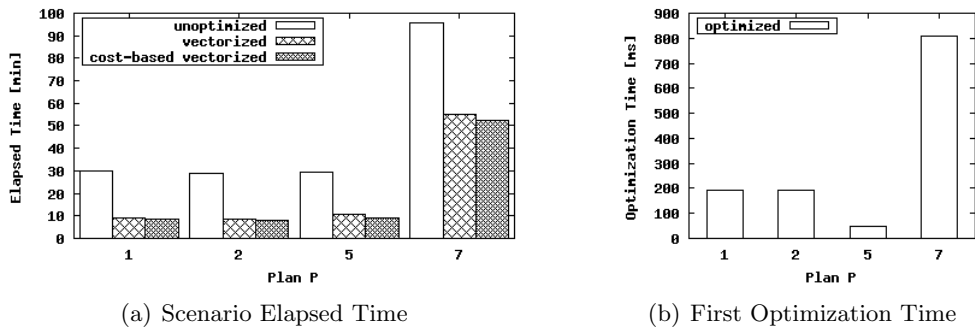 Elapsed Time [min]
100
90
80
70
60
50
40
30
20
10
0
unoptimized
vectorized
cost-based vectorized
1 2 5 7
Plan P
(a) Scenario Elapsed Time
Optimization Time [ms]
900
800
700
600
500
400
300
200
100
0
optimized
1 2 5 7
Plan P
(b) First Optimization Time